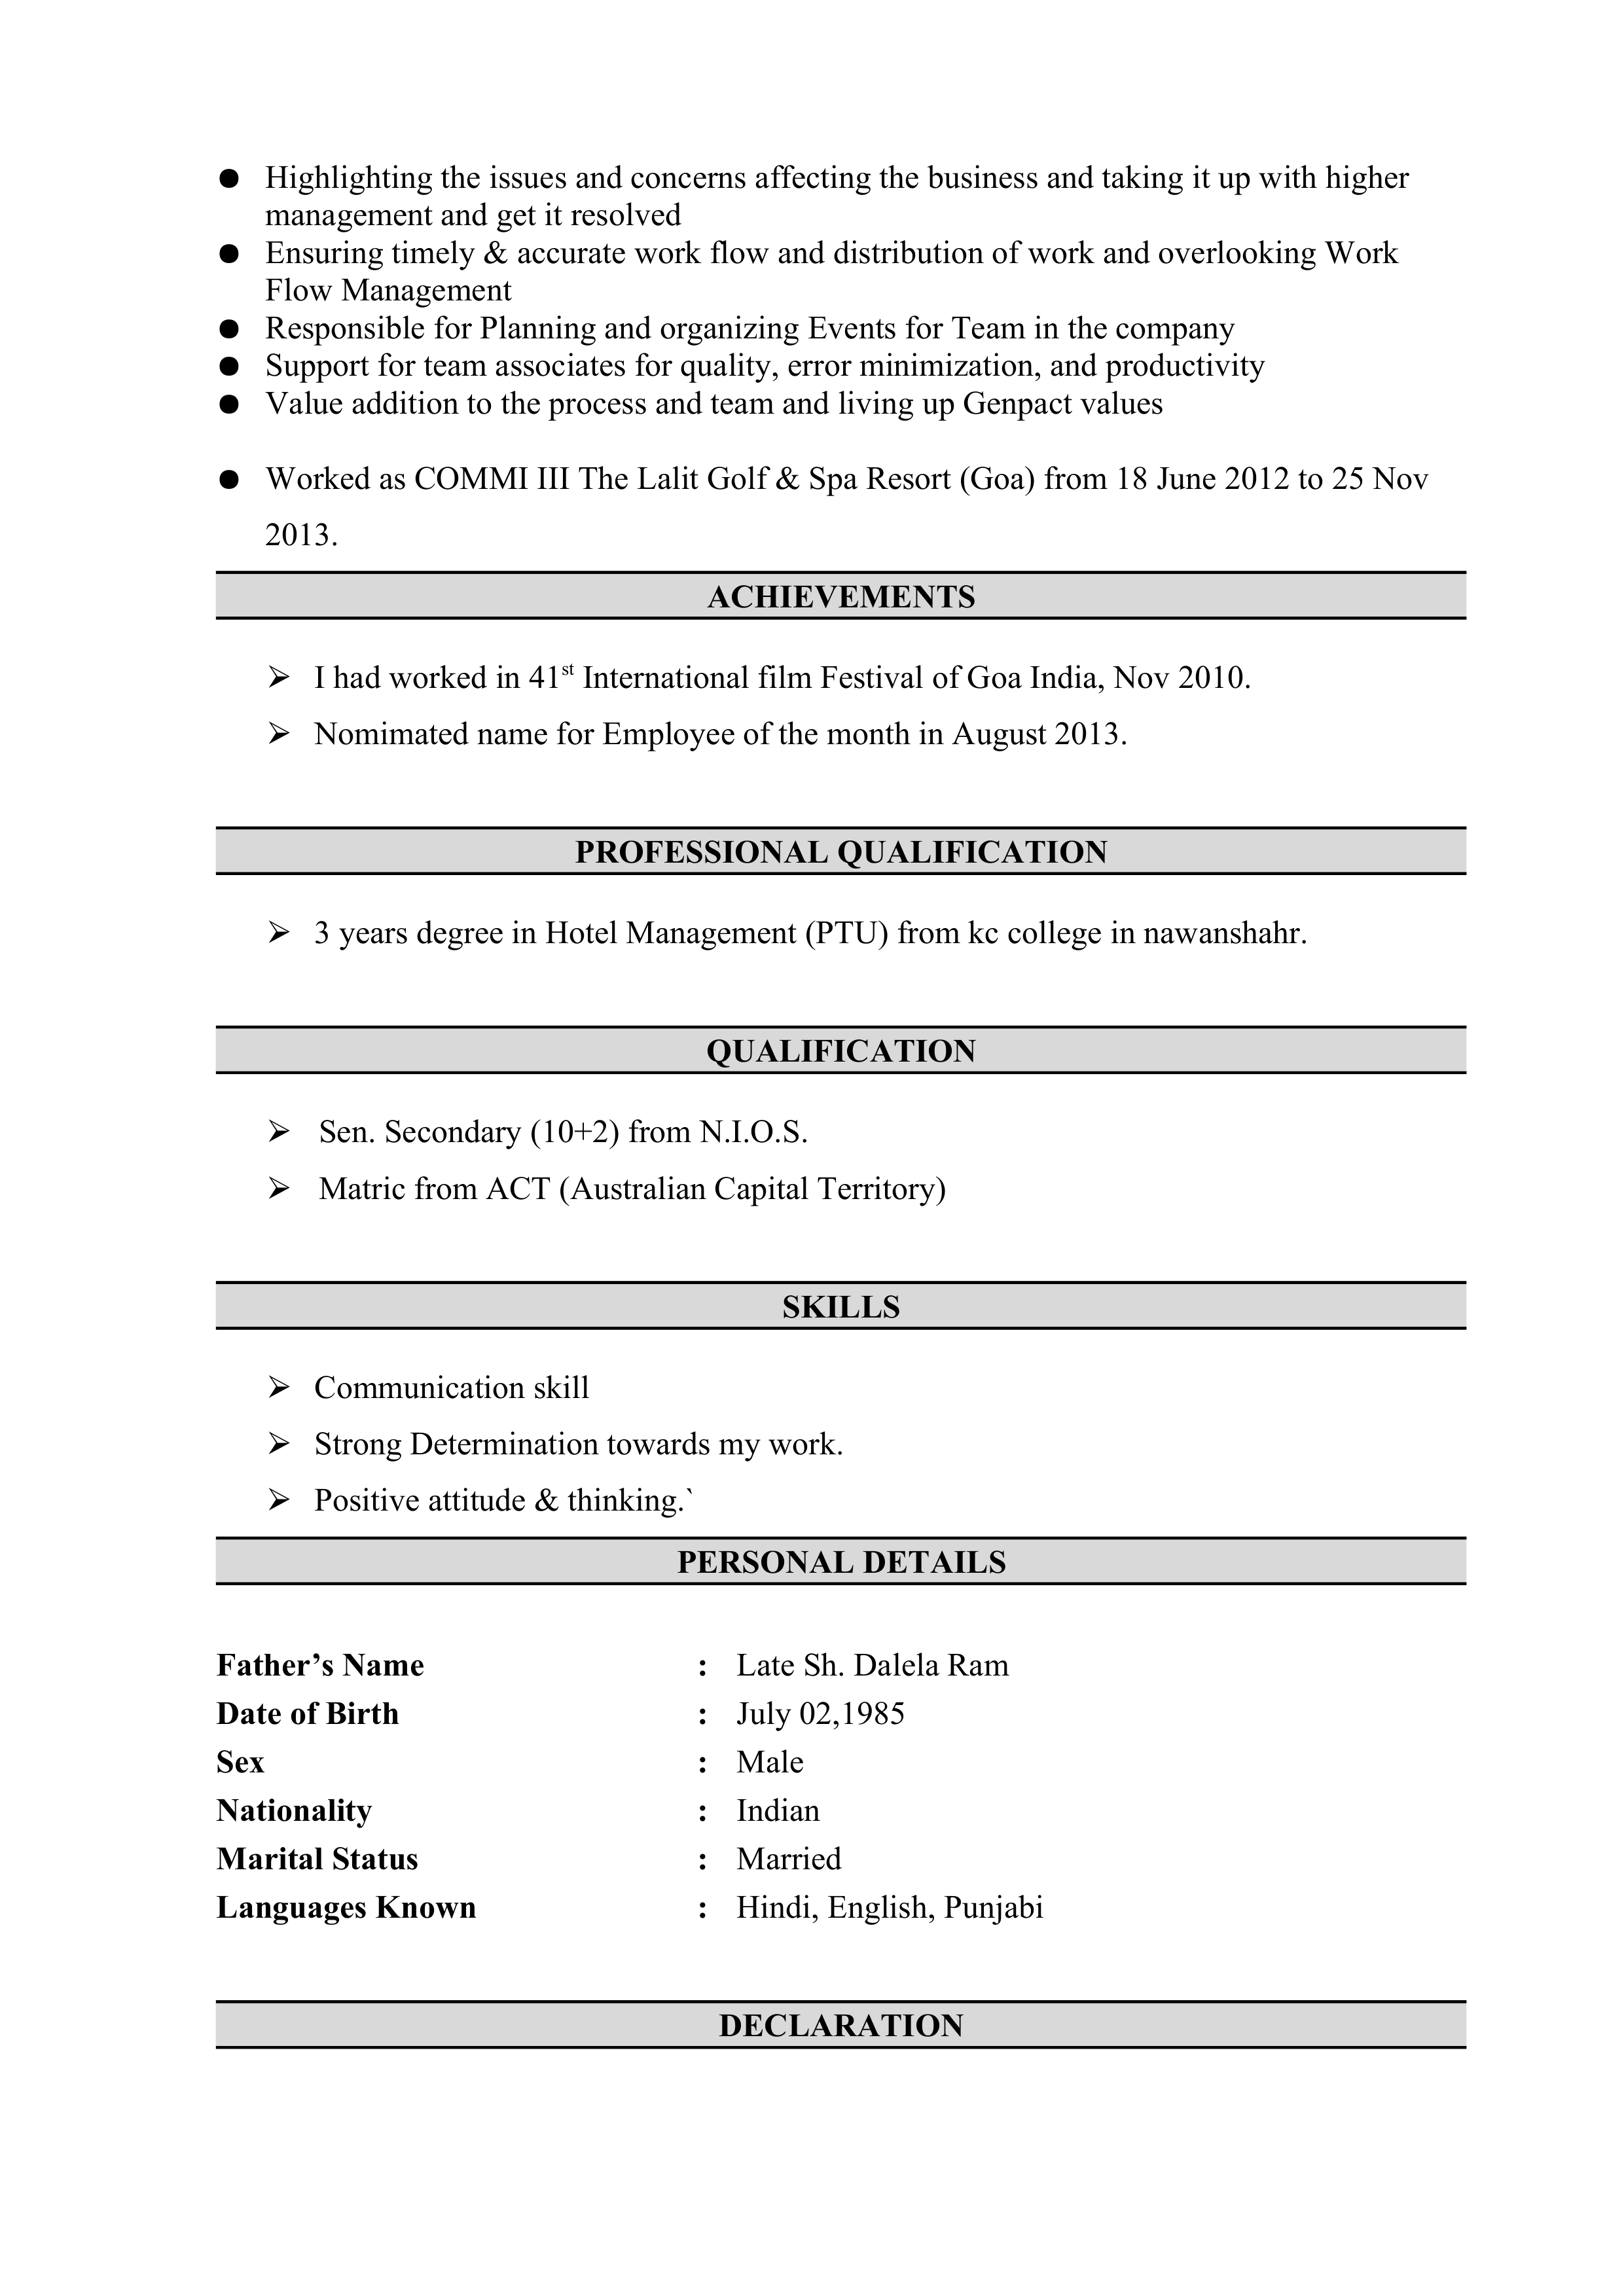 ● Highlighting the issues and concerns affecting the business and taking it up with higher
management and get it resolved
● Ensuring timely & accurate work flow and distribution of work and overlooking Work
Flow Management
● Responsible for Planning and organizing Events for Team in the company
● Support for team associates for quality, error minimization, and productivity
● Value addition to the process and team and living up Genpact values
● Worked as COMMI III The Lalit Golf & Spa Resort (Goa) from 18 June 2012 to 25 Nov
2013.
ACHIEVEMENTS
➢ I had worked in 41st International film Festival of Goa India, Nov 2010.
➢ Nomimated name for Employee of the month in August 2013.
PROFESSIONAL QUALIFICATION
➢ 3 years degree in Hotel Management (PTU) from kc college in nawanshahr.
QUALIFICATION
➢ Sen. Secondary (10+2) from N.I.O.S.
➢ Matric from ACT (Australian Capital Territory)
SKILLS
➢ Communication skill
➢ Strong Determination towards my work.
➢ Positive attitude & thinking.`
PERSONAL DETAILS
Father’s Name : Late Sh. Dalela Ram
Date of Birth : July 02,1985
Sex : Male
Nationality : Indian
Marital Status : Married
Languages Known : Hindi, English, Punjabi
DECLARATION